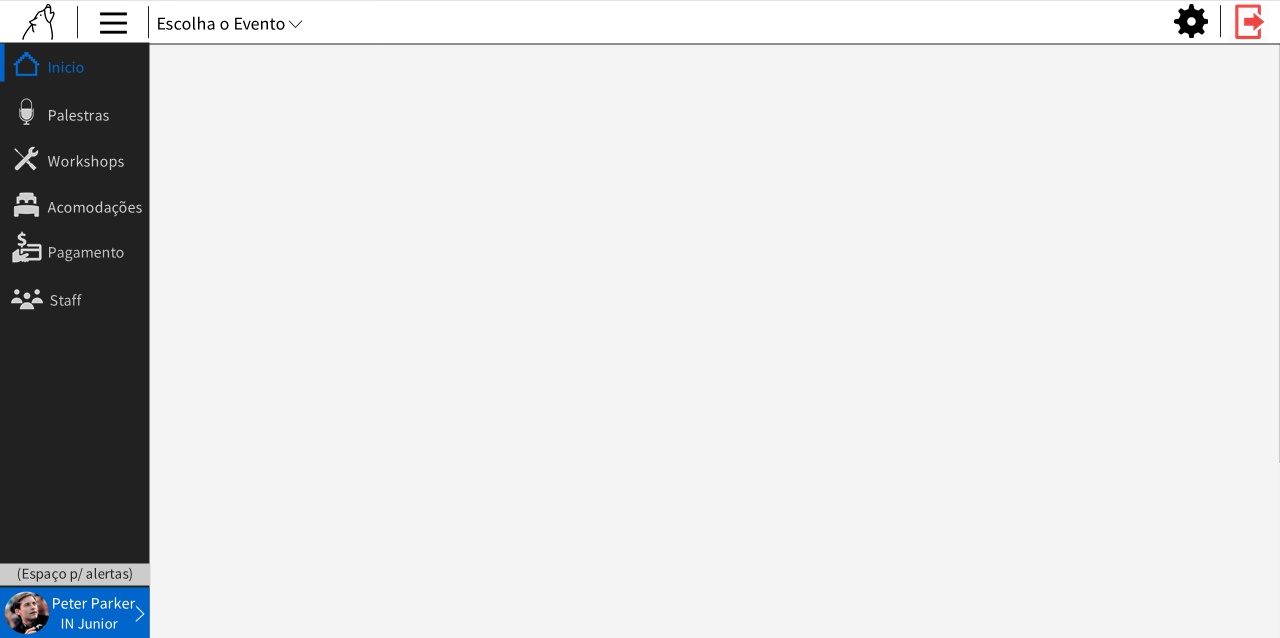 Escolha o Evento
Inicio
Palestras
Workshops
Acomodações
Pagamento
Staff
(Espaço p/ alertas)
Peter Parker
IN Junior